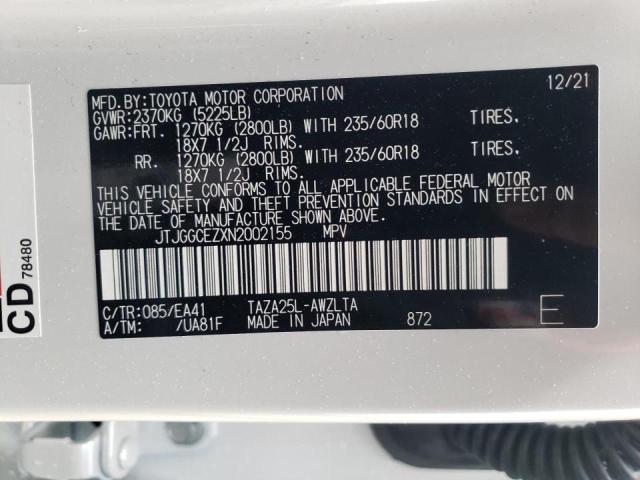 MFD.BY:TOYOTA MOTOR CORPORATION 12/21
GVWR:2370KG (5225LB)
GAWR:FRT. 1270KG (2800LB) WITH 235/60R18 TIRES.
18X7 1/2J RIMS.
RR. 1270KG (2800LB) WITH 235/60R18 TIRES.
18X7 1/2J RIMS.
THIS VEHICLE CONFORMS TO ALL APPLICABLE FEDERAL MOTOR
VEHICLE SAFETY AND THEFT PREVENTION STANDARDS IN EFFECT ON
THE DATE OF MANUFACTURE SHOWN ABOVE.
JTJGGCEZXN2002155 MPV
C/TR:085/EA41 TAZA25L-AWZLTA
A/TM: /UA81F MADE IN JAPAN 872 E
CD 78480